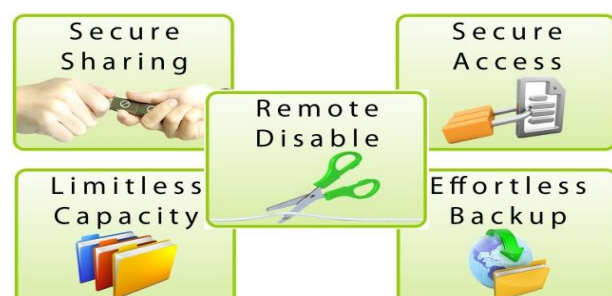 Secure
Sharing
Secure
Access
Remote
Disable
Limitless
Capacity
Effortless
Backup